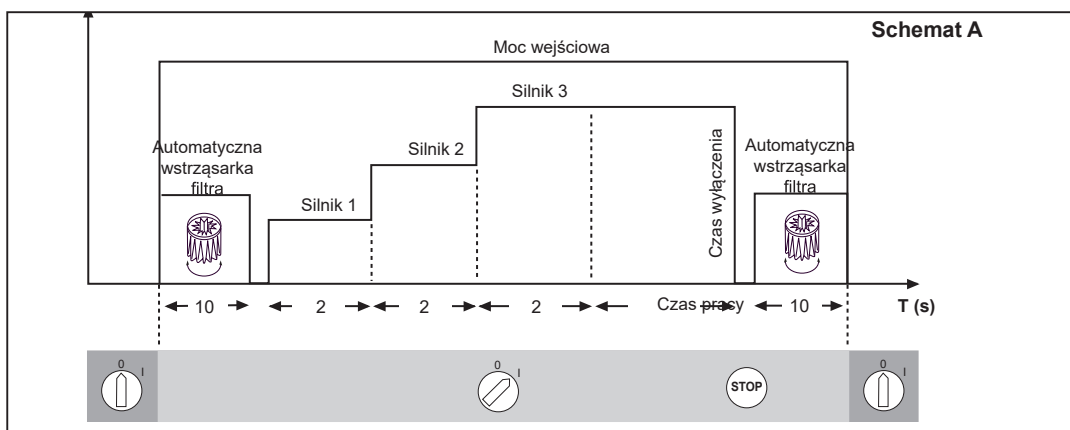 Schemat A
Moc wejściowa
Silnik 3
Automatyczna
wstrząsarka
filtra
Silnik 2
Silnik 1
Czas wyłączenia
Automatyczna
wstrząsarka
filtra
10
2
2
2
Czas pracy
10
T (s)
0
I
0
I
STOP
0
I